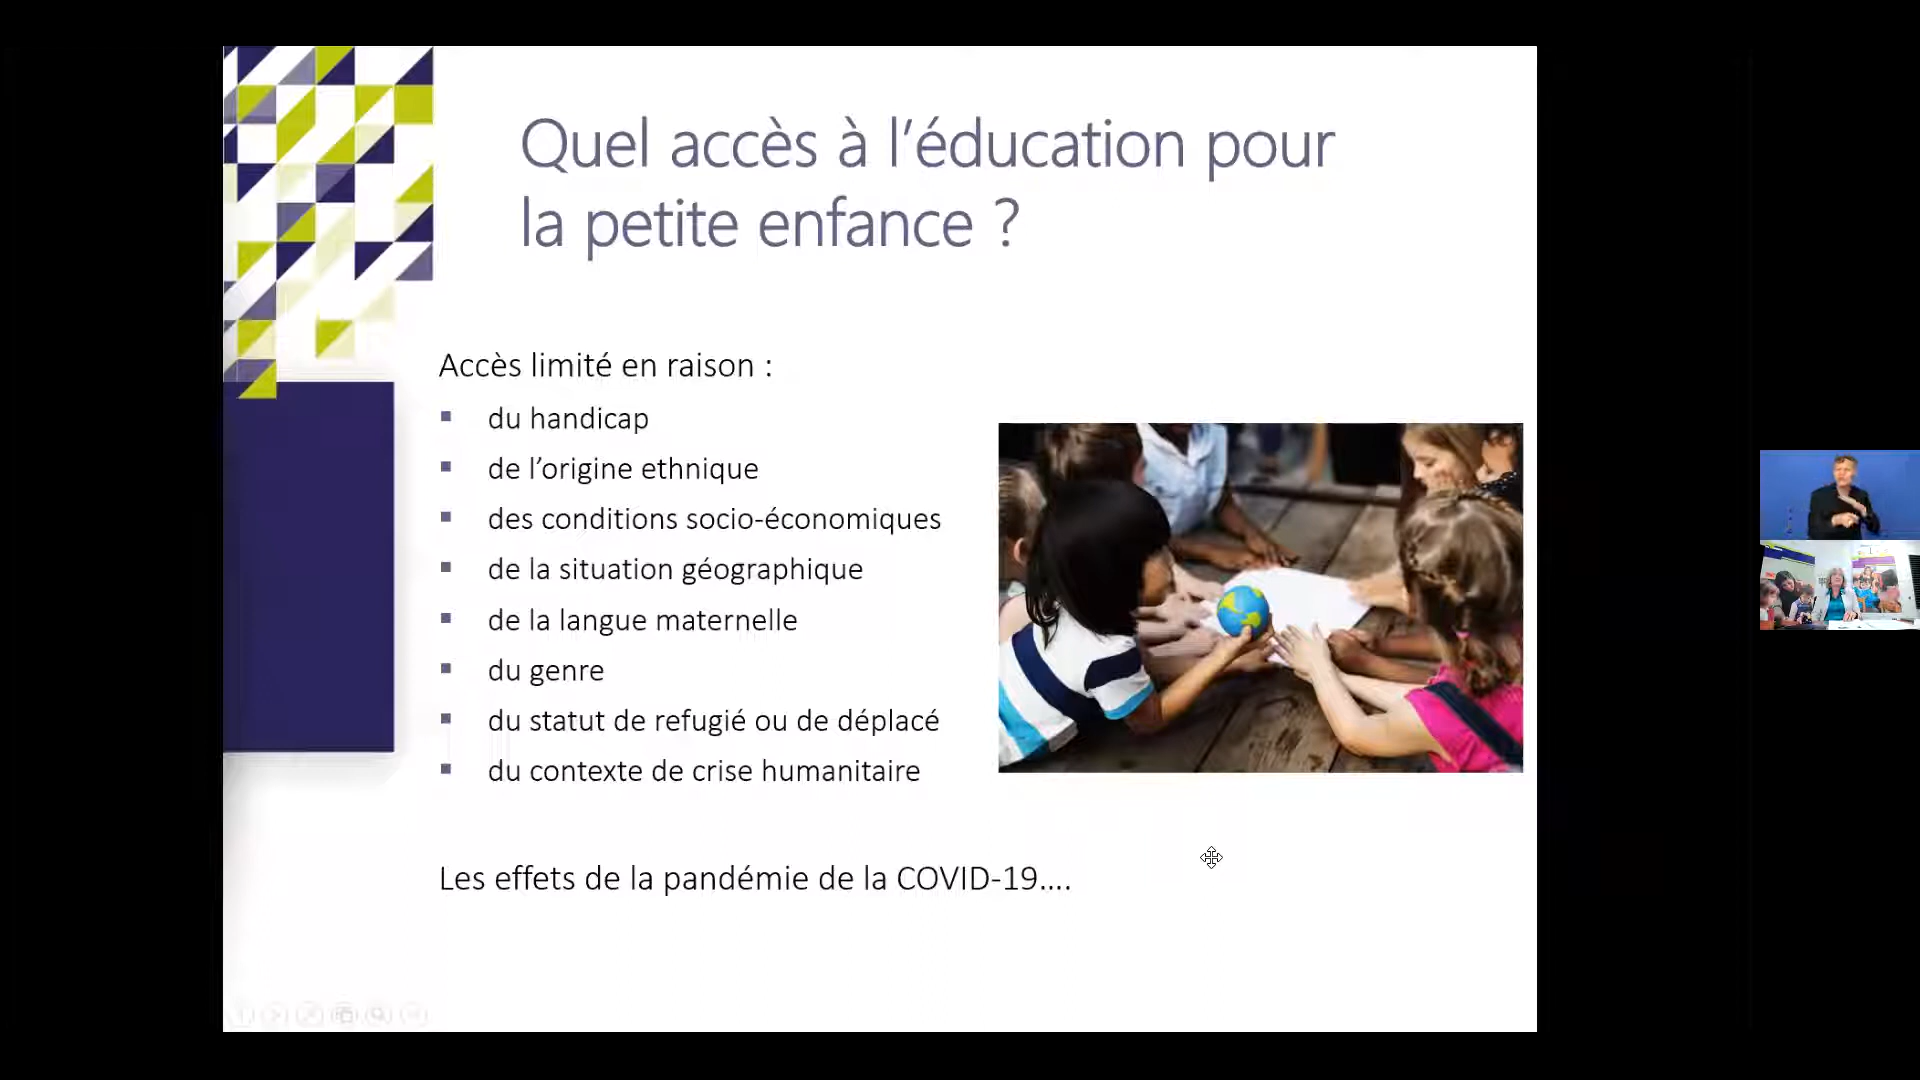 Quel accès à l’éducation pour
la petite enfance ?
Accès limité en raison :
du handicap
de l’origine ethnique
des conditions socio-économiques
de la situation géographique
de la langue maternelle
du genre
du statut de refugié ou de déplacé
du contexte de crise humanitaire
Les effets de la pandémie de la COVID-19....